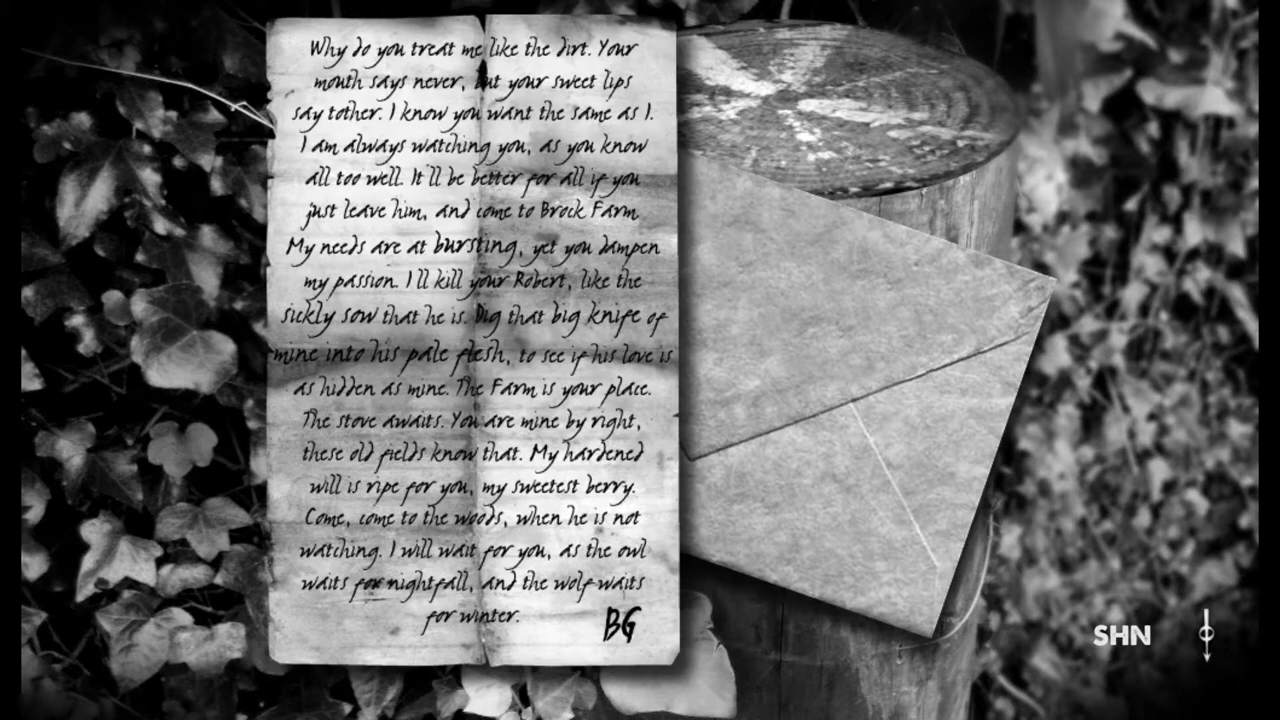 Why do you treat me like the dirt. Your
mouth says never, but your sweet lips
say tother. I know you want the same as I.
I am always watching you, as you know
all too well. It'll be better for all if you
just leave him, and come to Brock Farm.
My needs are at bursting, yet you dampen
my passion. I'll kill your Robert, like the
sickly sow that he is. Dig that big knife of
mine into his pale flesh, to see if his love is
as hidden as mine. The Farm is your place.
The stove awaits. You are mine by right,
these old fields know that. My hardened
will is ripe for you, my sweetest berry.
Come, come to the woods, when he is not
watching. I will wait for you, as the owl
waits for nightfall, and the wolf waits
for winter.
BG
SHN